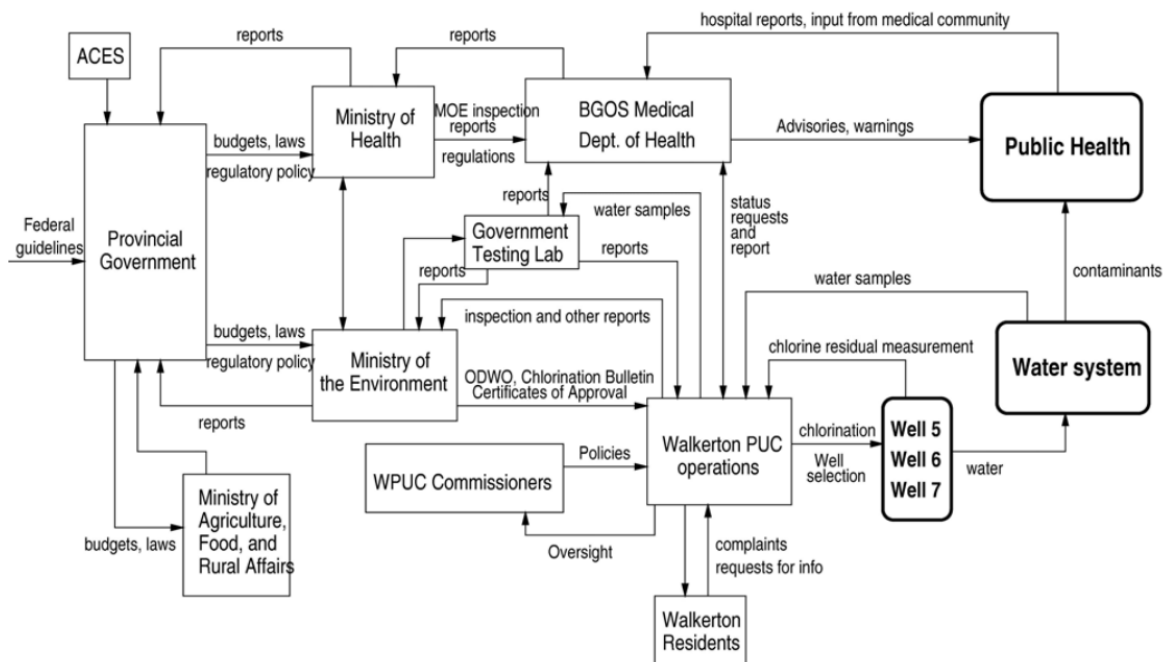 hospital reports, input from medical community
reports
reports
ACES
Ministry of
Health
MOE inspection
reports
regulations
BGOS Medical
Dept. of Health
Advisories, warnings
Public Health
budgets, laws
regulatory policy
Federal
guidelines
Provincial
Government
reports
water samples
status
requests
and
report
Government
Testing Lab
reports
reports
contaminants
water samples
inspection and other reports
budgets, laws
regulatory policy
Ministry of
the Environment
chlorine residual measurement
Water system
ODWO, Chlorination Bulletin
Certificates of Approval
reports
Walkerton PUC
operations
chlorination
Well
selection
Well 5
Well 6
Well 7
water
Policies
WPUC Commissioners
Oversight
Ministry of
Agriculture,
Food, and
Rural Affairs
budgets, laws
complaints
requests for info
Walkerton
Residents